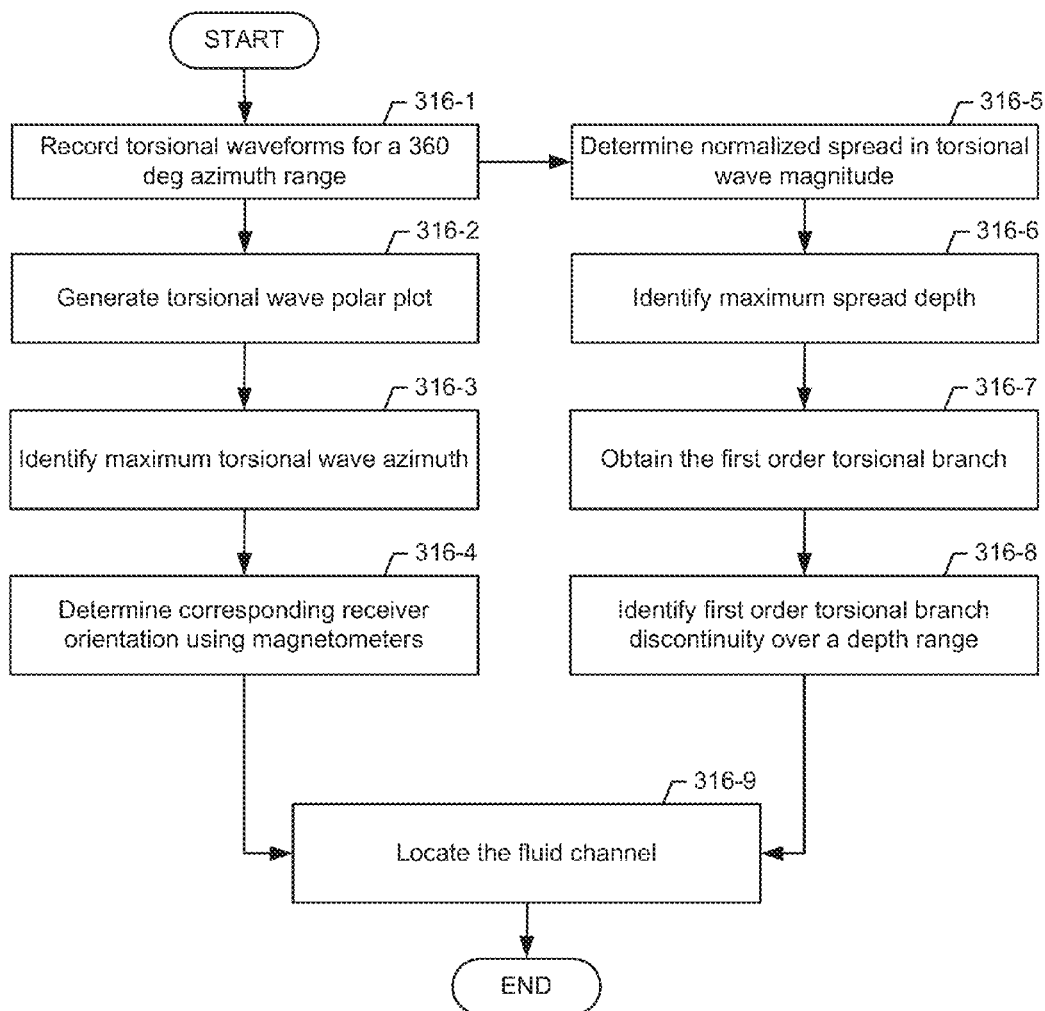 START
316-1
Record torsional waveforms for a 360
deg azimuth range
316-2
Generate torsional wave polar plot
316-3
Identify maximum torsional wave azimuth
316-4
Determine corresponding receiver
orientation using magnetometers
316-5
Determine normalized spread in torsional
wave magnitude
316-6
Identify maximum spread depth
316-7
Obtain the first order torsional branch
316-8
Identify first order torsional branch
discontinuity over a depth range
316-9
Locate the fluid channel
END